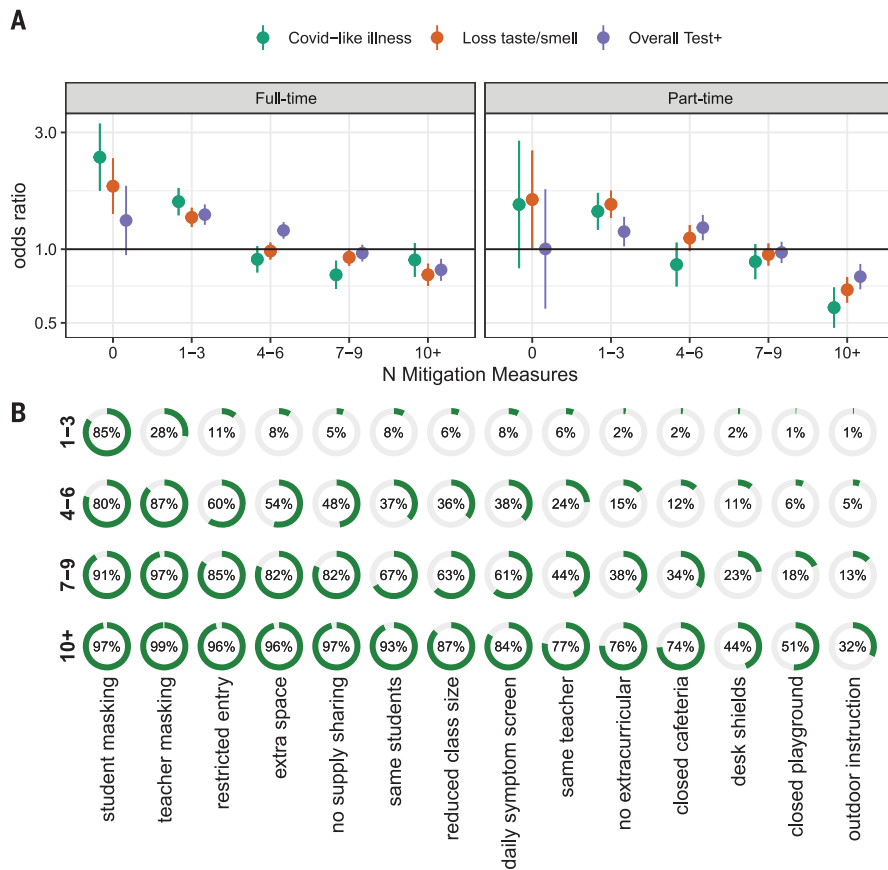 A
Covid−like illness Loss taste/smell Overall Test+
Full−time Part−time
odds ratio
3.0
1.0
0.5
0 1−3 4−6 7−9 10+ 0 1−3 4−6 7−9 10+
N Mitigation Measures
B
1−3 85% 28% 11% 8% 5% 8% 6% 8% 6% 2% 2% 2% 1% 1%
4−6 80% 87% 60% 54% 48% 37% 36% 38% 24% 15% 12% 11% 6% 5%
7−9 91% 97% 85% 82% 82% 67% 63% 61% 44% 38% 34% 23% 18% 13%
10+ 97% 99% 96% 96% 97% 93% 87% 84% 77% 76% 74% 44% 51% 32%
student masking
teacher masking
restricted entry
extra space
no supply sharing
same students
reduced class size
daily symptom screen
same teacher
no extracurricular
closed cafeteria
desk shields
closed playground
outdoor instruction